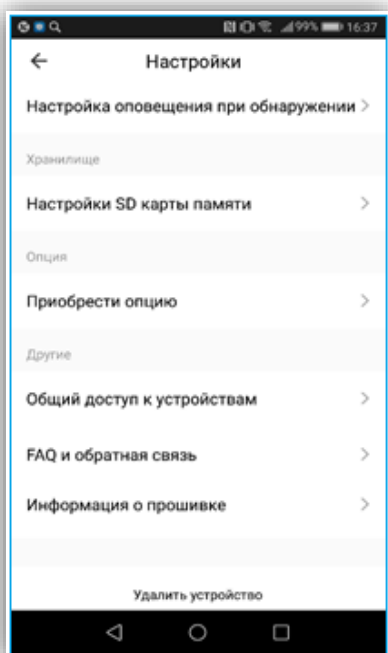 99% 16:37
Настройки
Настройка оповещения при обнаружении
Хранилище
Настройки SD карты памяти
Опция
Приобрести опцию
Другие
Общий доступ к устройствам
FAQ и обратная связь
Информация о прошивке
Удалить устройство